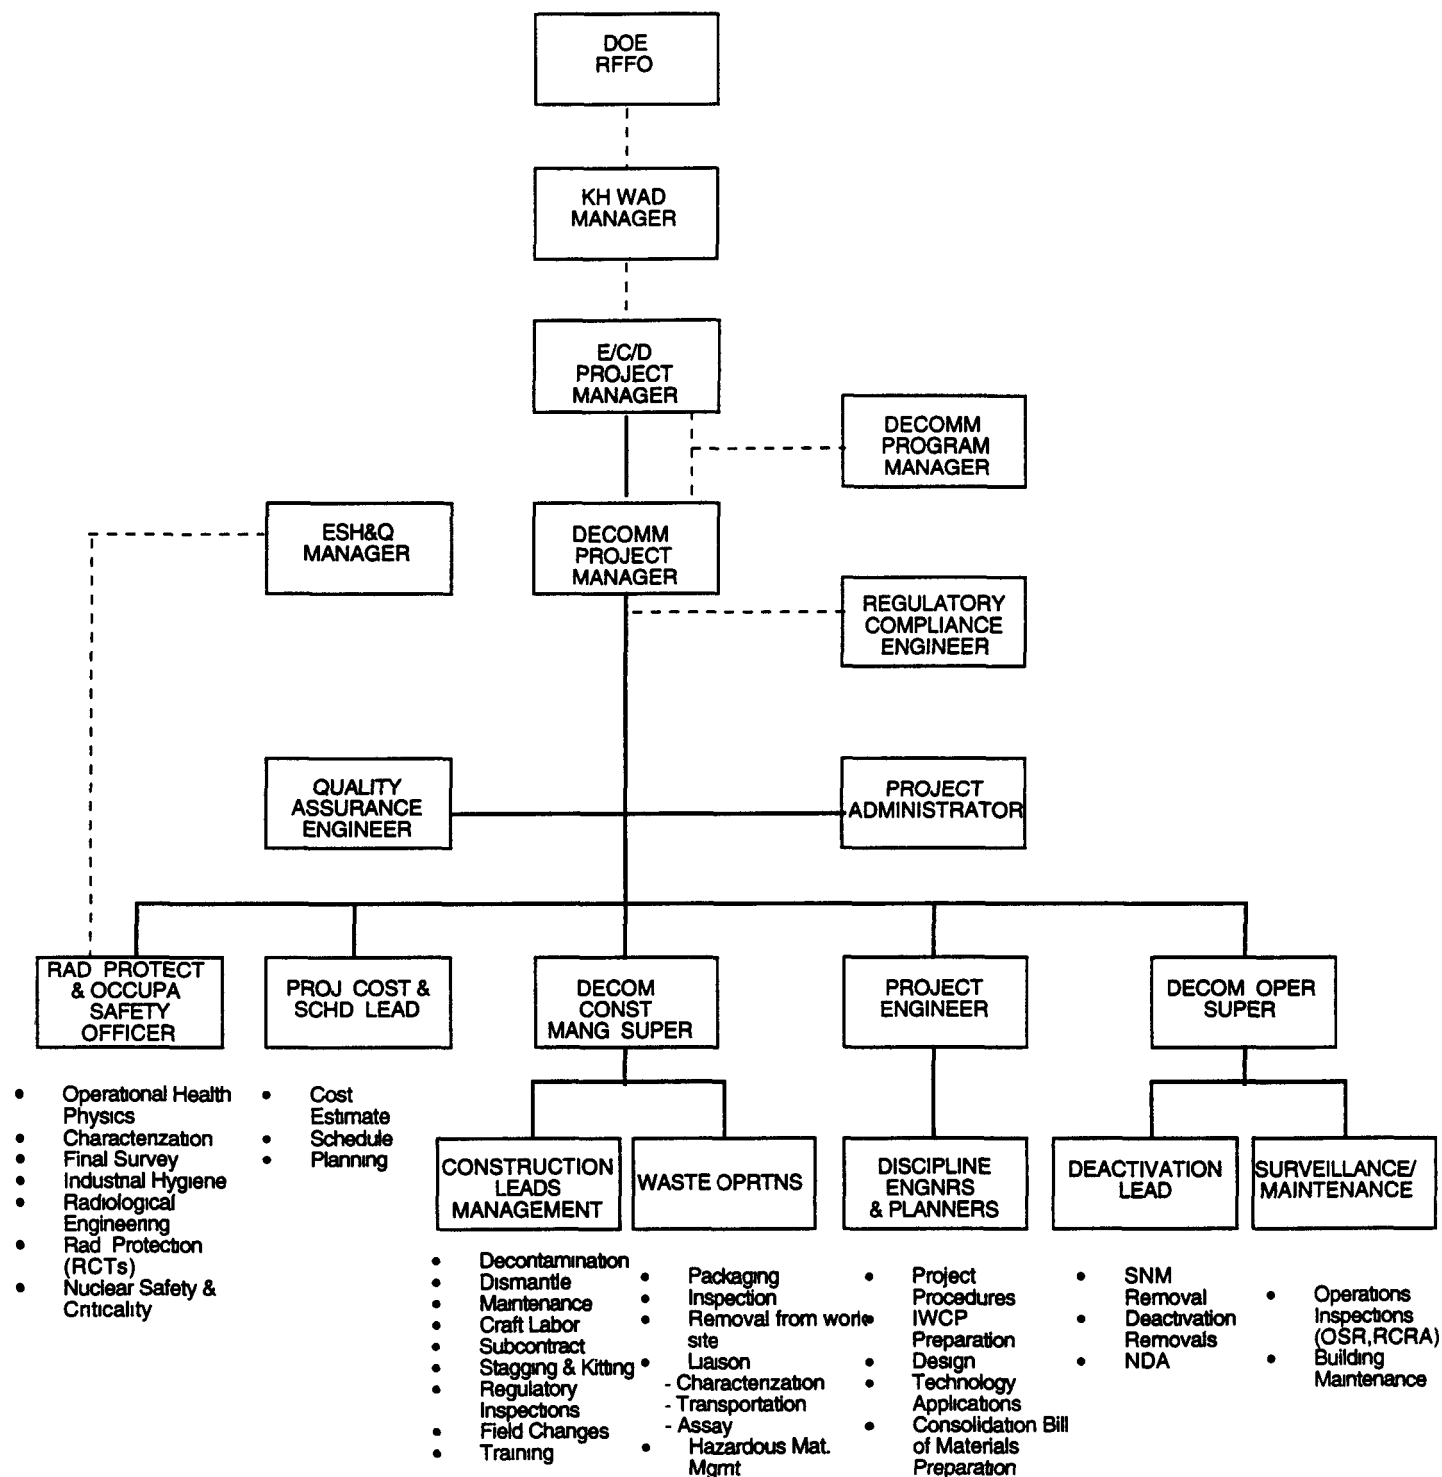 DOE
RFFO
KH WAD
MANAGER
E/C/D
PROJECT
MANAGER
DECOMM
PROGRAM
MANAGER
ESH&Q
MANAGER
DECOMM
PROJECT
MANAGER
REGULATORY
COMPLIANCE
ENGINEER
QUALITY
ASSURANCE
ENGINEER
PROJECT
ADMINISTRATOR
RAD PROTECT
& OCCUPA
SAFETY
OFFICER
PROJ COST &
SCHD LEAD
DECOM
CONST
MANG SUPER
PROJECT
ENGINEER
DECOM OPER
SUPER
• Operational Health
Physics
• Characterization
• Final Survey
• Industrial Hygiene
• Radiological
Engineering
• Rad Protection
(RCTs)
• Nuclear Safety &
Criticality
• Cost
Estimate
• Schedule
• Planning
CONSTRUCTION
LEADS
MANAGEMENT
WASTE OPRTNS
DISCIPLINE
ENGNRS
& PLANNERS
DEACTIVATION
LEAD
SURVEILLANCE/
MAINTENANCE
• Decontamination
• Dismantle
• Maintenance
• Craft Labor
• Subcontract
• Stagging & Kitting
• Regulatory
Inspections
• Field Changes
• Training
• Packaging
• Inspection
• Removal from work
site
• Liaison
- Characterization
- Transportation
- Assay
• Hazardous Mat.
Mgmt
• Project
Procedures
• IWCP
Preparation
• Design
• Technology
Applications
• Consolidation Bill
of Materials
Preparation
• SNM
Removal
• Deactivation
Removals
• NDA
• Operations
Inspections
(OSR,RCRA)
• Building
Maintenance